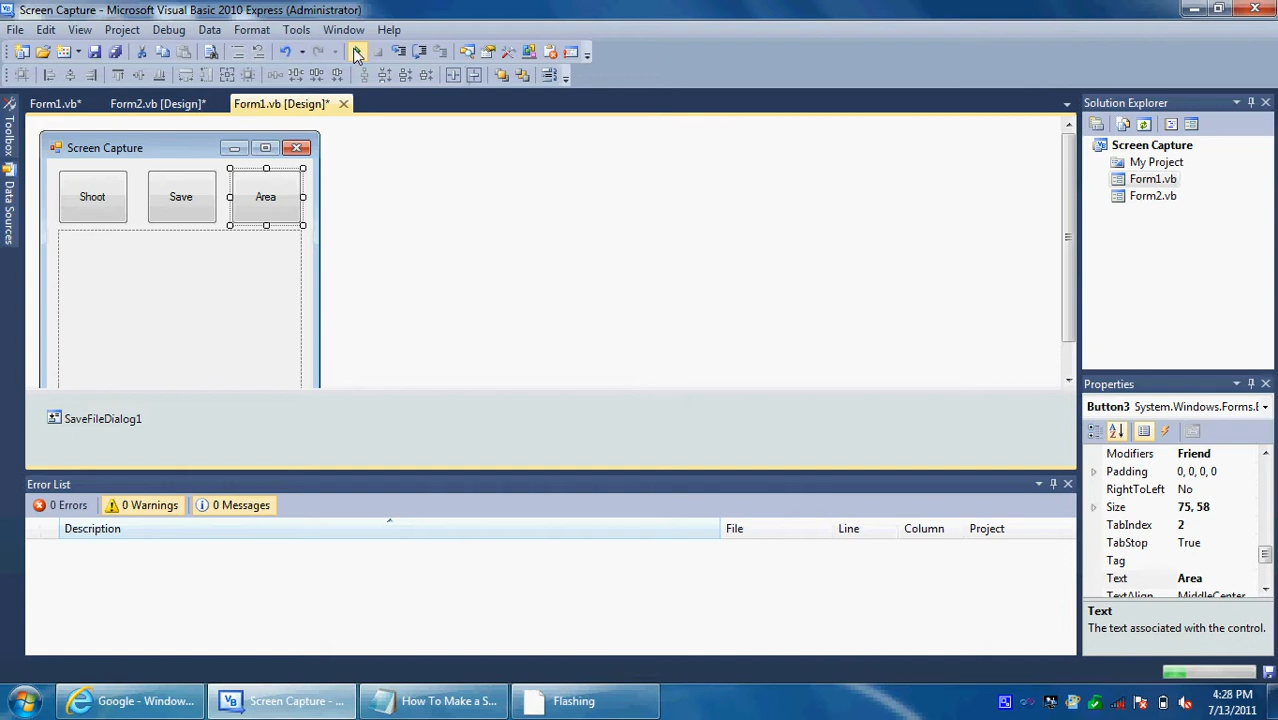 Screen Capture - Microsoft Visual Basic 2010 Express (Administrator)
File Edit View Project Debug Data Format Tools Window Help
Form1.vb* Form2.vb [Design]* Form1.vb [Design]*
Toolbox
Data Sources
Screen Capture
Shoot Save Area
SaveFileDialog1
Error List
0 Errors 0 Warnings 0 Messages
Description File Line Column Project
Solution Explorer
Screen Capture
My Project
Form1.vb
Form2.vb
Properties
Button3 System.Windows.Forms.E
Modifiers Friend
Padding 0, 0, 0, 0
RightToLeft No
Size 75, 58
TabIndex 2
TabStop True
Tag
Text Area
TextAlign MiddleCenter
Text
The text associated with the control.
Google - Window... Screen Capture - ... How To Make a S... Flashing
4:28 PM
7/13/2011